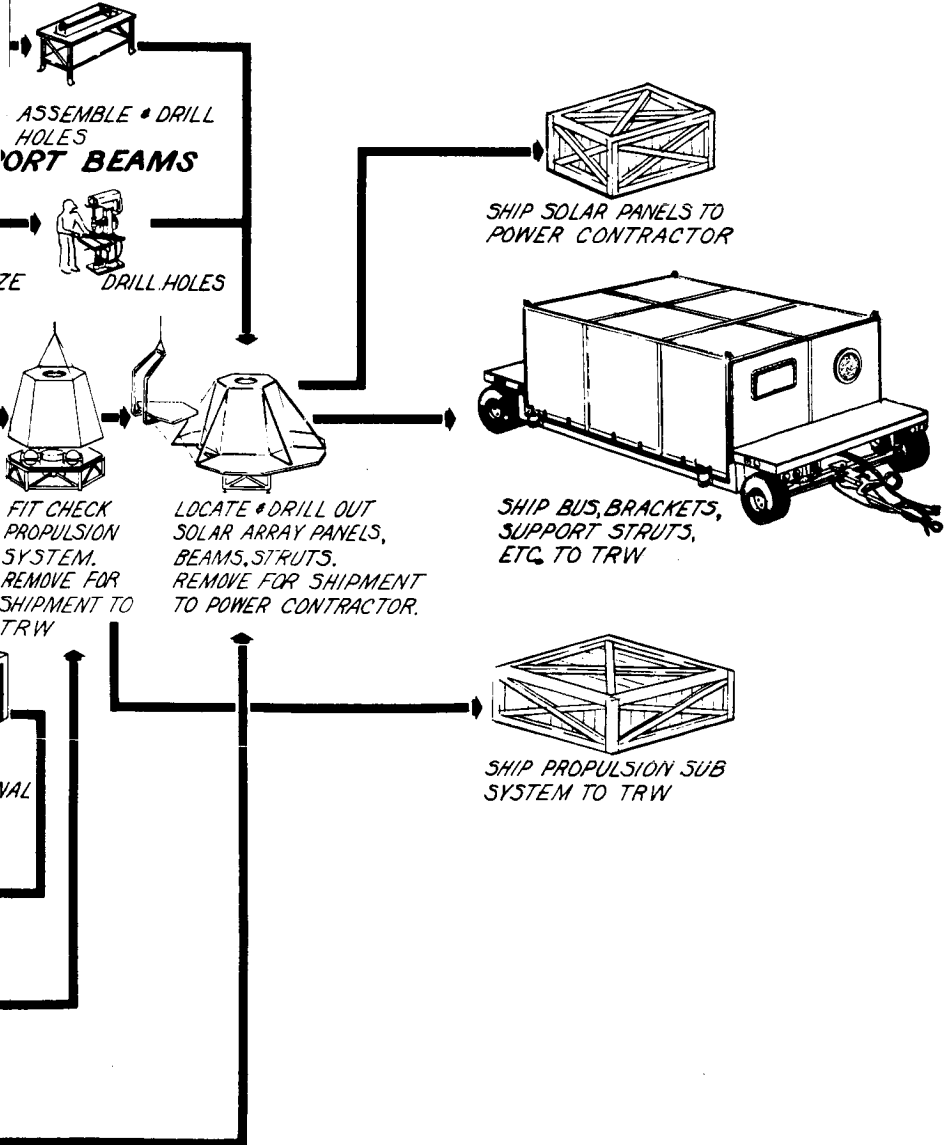 ASSEMBLE & DRILL
HOLES
PORT BEAMS
SHIP SOLAR PANELS TO
POWER CONTRACTOR
ZE
DRILL HOLES
FIT CHECK
PROPULSION
SYSTEM.
REMOVE FOR
SHIPMENT TO
TRW
LOCATE & DRILL OUT
SOLAR ARRAY PANELS,
BEAMS, STRUTS.
REMOVE FOR SHIPMENT
TO POWER CONTRACTOR.
SHIP BUS, BRACKETS,
SUPPORT STRUTS,
ETC. TO TRW
NAL
SHIP PROPULSION SUB
SYSTEM TO TRW